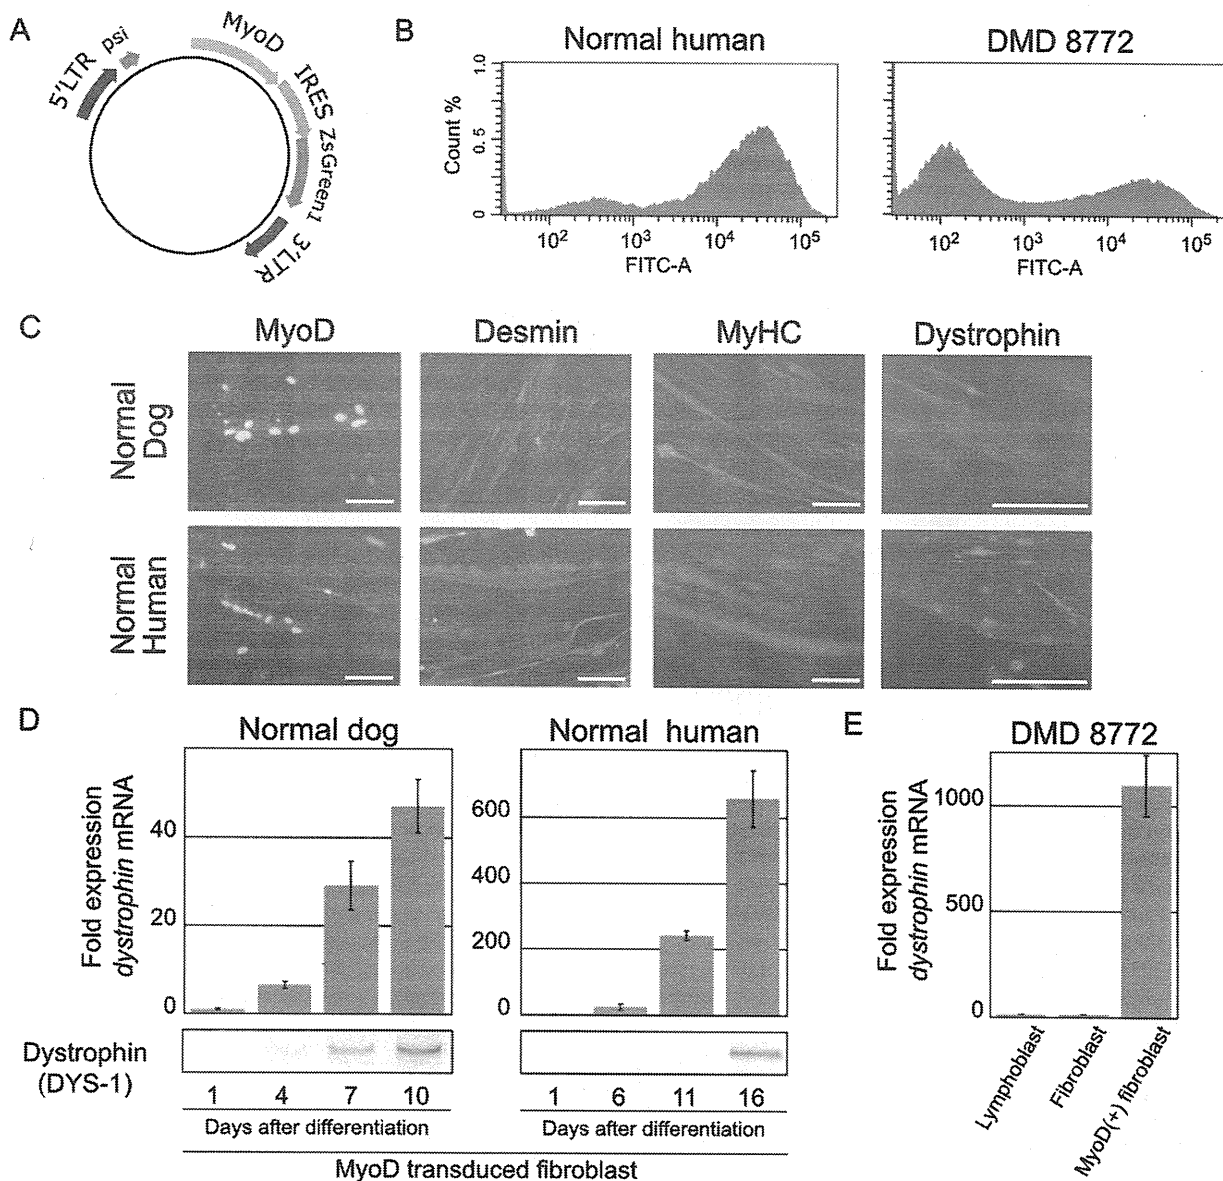 A
5'LTR
psi
MyoD
IRES
ZsGreen1
3'LTR
B
Normal human
DMD 8772
Count %
1.0
0.5
0
10² 10³ 10⁴ 10⁵
FITC-A
10² 10³ 10⁴ 10⁵
FITC-A
C
MyoD Desmin MyHC Dystrophin
Normal
Dog
Normal
Human
D
Normal dog
Normal human
Fold expression
dystrophin mRNA
40
20
0
600
400
200
0
Dystrophin
(DYS-1)
1 4 7 10
Days after differentiation
1 6 11 16
Days after differentiation
MyoD transduced fibroblast
E
DMD 8772
Fold expression
dystrophin mRNA
1000
500
0
Lymphoblast
Fibroblast
MyoD(+) fibroblast